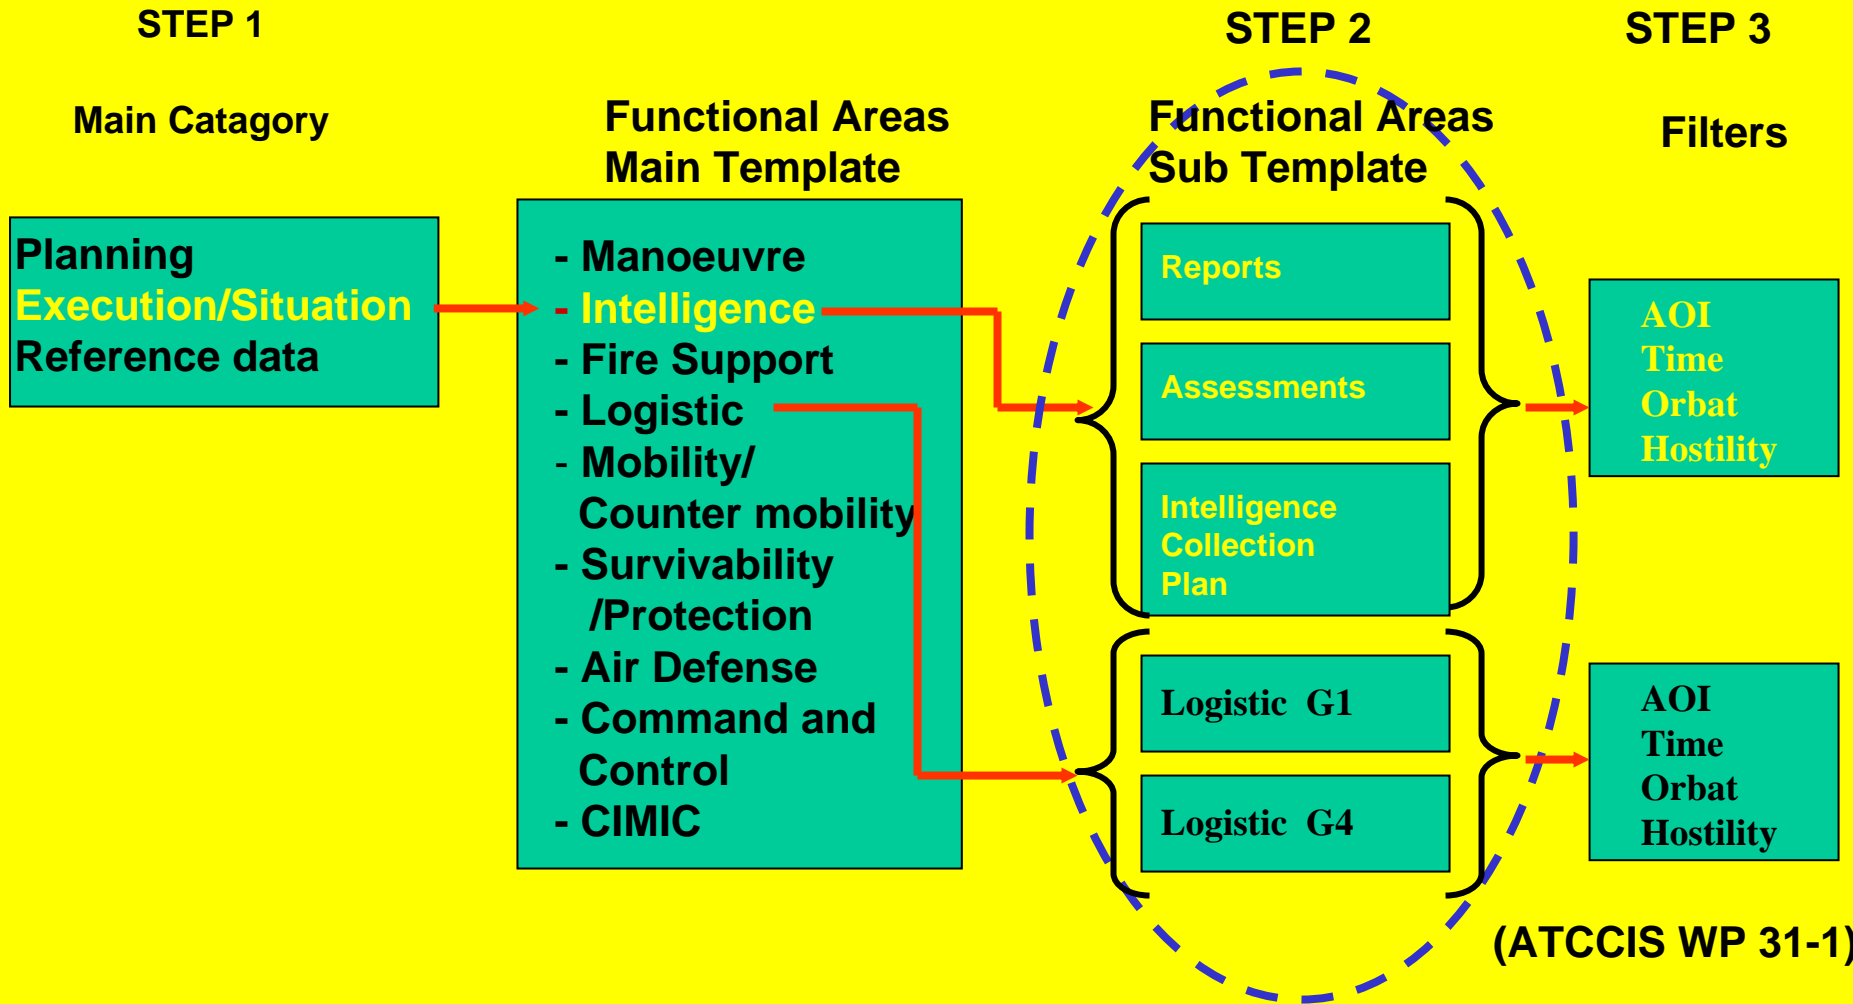 STEP 1
Main Catagory
Planning
Execution/Situation
Reference data
Functional Areas
Main Template
- Manoeuvre
- Intelligence
- Fire Support
- Logistic
- Mobility/
Counter mobility
- Survivability
/Protection
- Air Defense
- Command and
Control
- CIMIC
STEP 2
Functional Areas
Sub Template
Reports
Assessments
Intelligence
Collection
Plan
Logistic G1
Logistic G4
STEP 3
Filters
AOI
Time
Orbat
Hostility
AOI
Time
Orbat
Hostility
(ATCCIS WP 31-1)